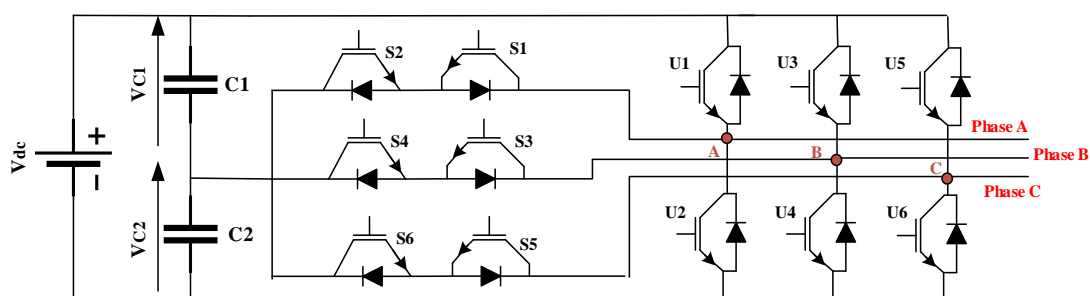 VC1
C1
S2
S1
U1
U3
U5
Vdc
+
−
S4
S3
A
B
C
Phase A
Phase B
Phase C
VC2
C2
S6
S5
U2
U4
U6